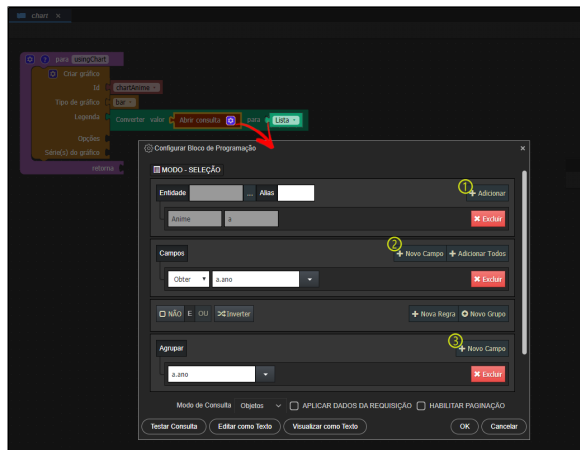 chart ×
? para usingChart
Criar gráfico
Id chartAnime
Tipo de gráfico bar
Legenda Converter valor Abrir consulta para Lista
Opções
Série(s) do gráfico
retorna
Configurar Bloco de Programação ×
MODO - SELEÇÃO
Entidade ... Alias 1 + Adicionar
Anime a × Excluir
Campos 2 + Novo Campo + Adicionar Todos
Obter a.ano × Excluir
NÃO E OU Inverter + Nova Regra Novo Grupo
Agrupar 3 + Novo Campo
a.ano × Excluir
Modo de Consulta Objetos APLICAR DADOS DA REQUISIÇÃO HABILITAR PAGINAÇÃO
Testar Consulta Editar como Texto Visualizar como Texto OK Cancelar